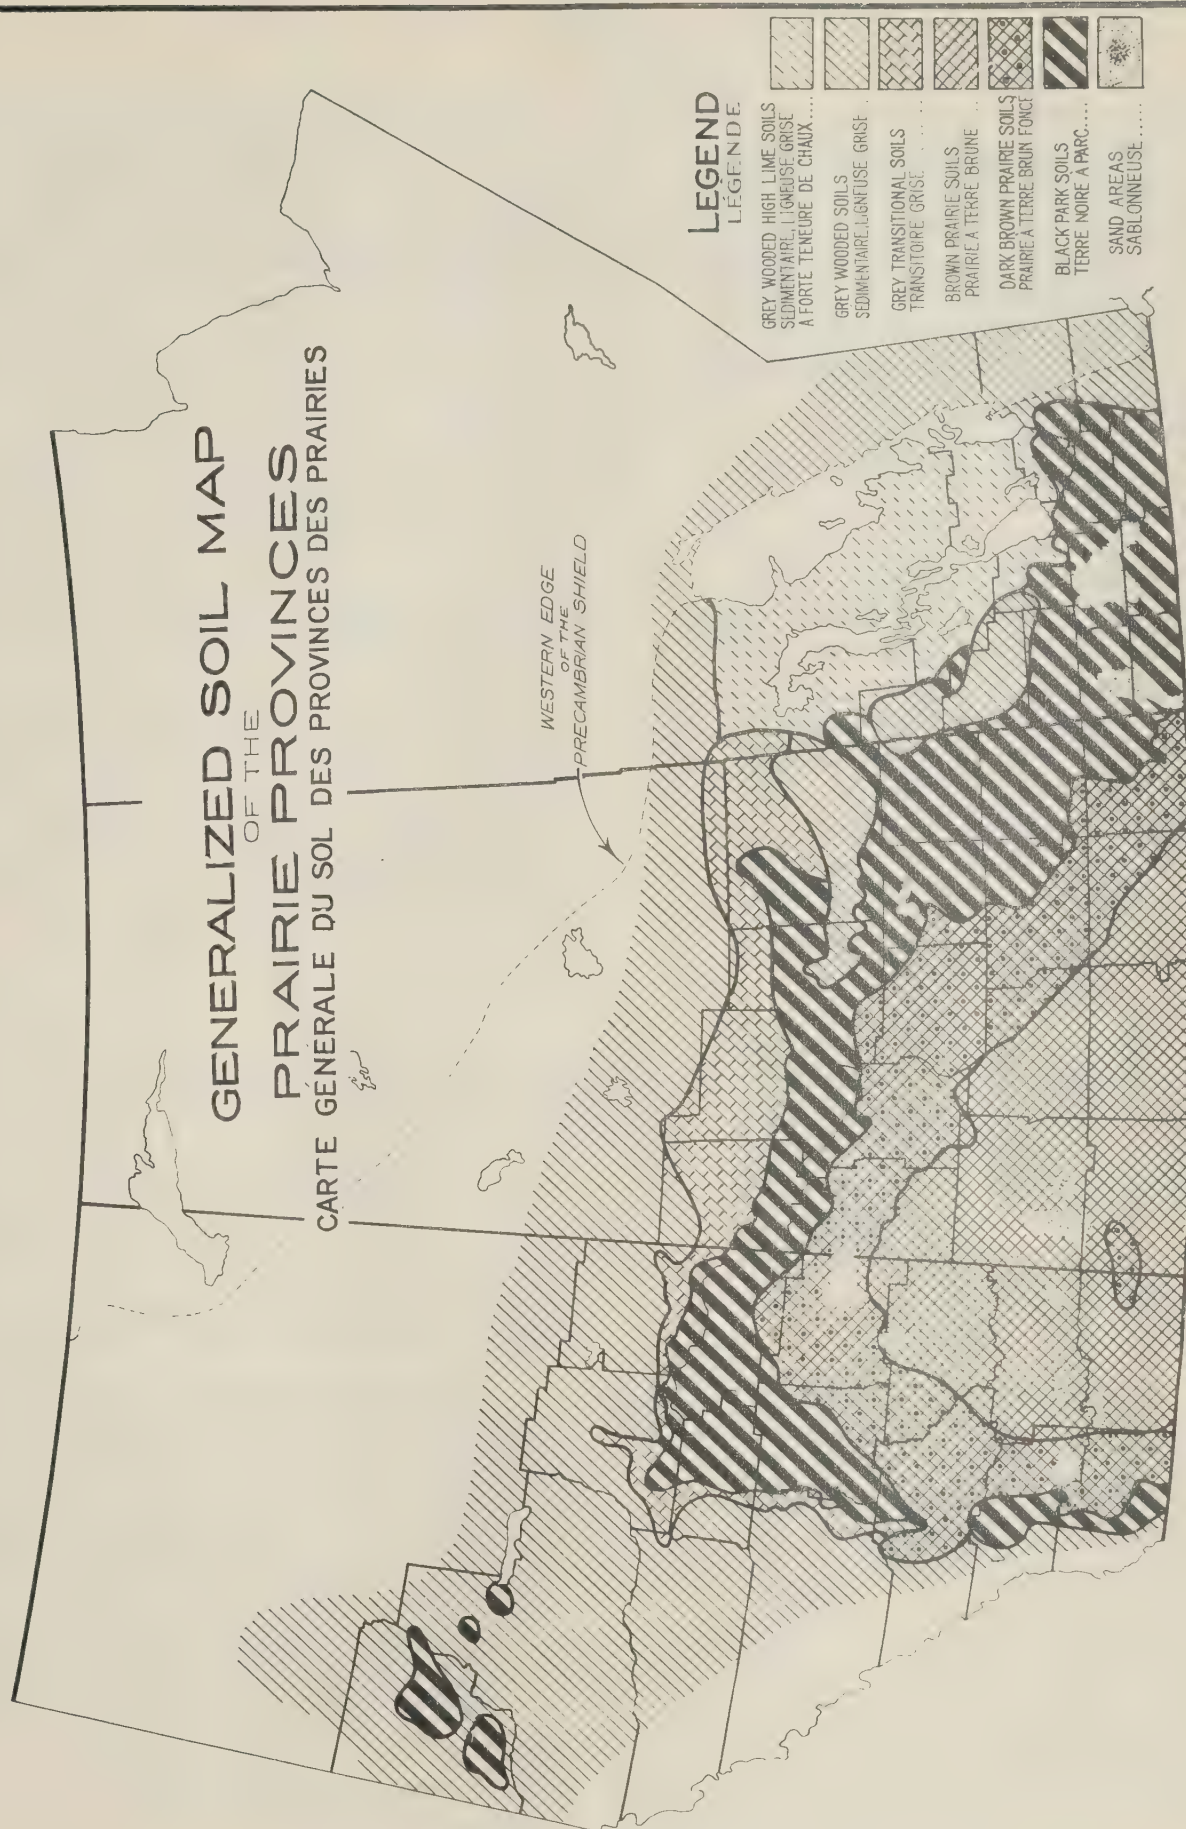 GENERALIZED SOIL MAP
OF THE
PRAIRIE PROVINCES
CARTE GÉNÉRALE DU SOL DES PROVINCES DES PRAIRIES
WESTERN EDGE
OF THE
PRECAMBRIAN SHIELD
LEGEND
LÉGENDE
GREY WOODED HIGH LIME SOILS
SEDIMENTAIRE, LIGNEUSE GRISE
A FORTE TENEURE DE CHAUX....
GREY WOODED SOILS
SEDIMENTAIRE, LIGNEUSE GRISE .
GREY TRANSITIONAL SOILS
TRANSITOIRE GRISE . . . .
BROWN PRAIRIE SOILS
PRAIRIE A TERRE BRUNE ..
DARK BROWN PRAIRIE SOILS
PRAIRIE A TERRE BRUN FONCE
BLACK PARK SOILS
TERRE NOIRE À PARC.....
SAND AREAS
SABLONNEUSE.....